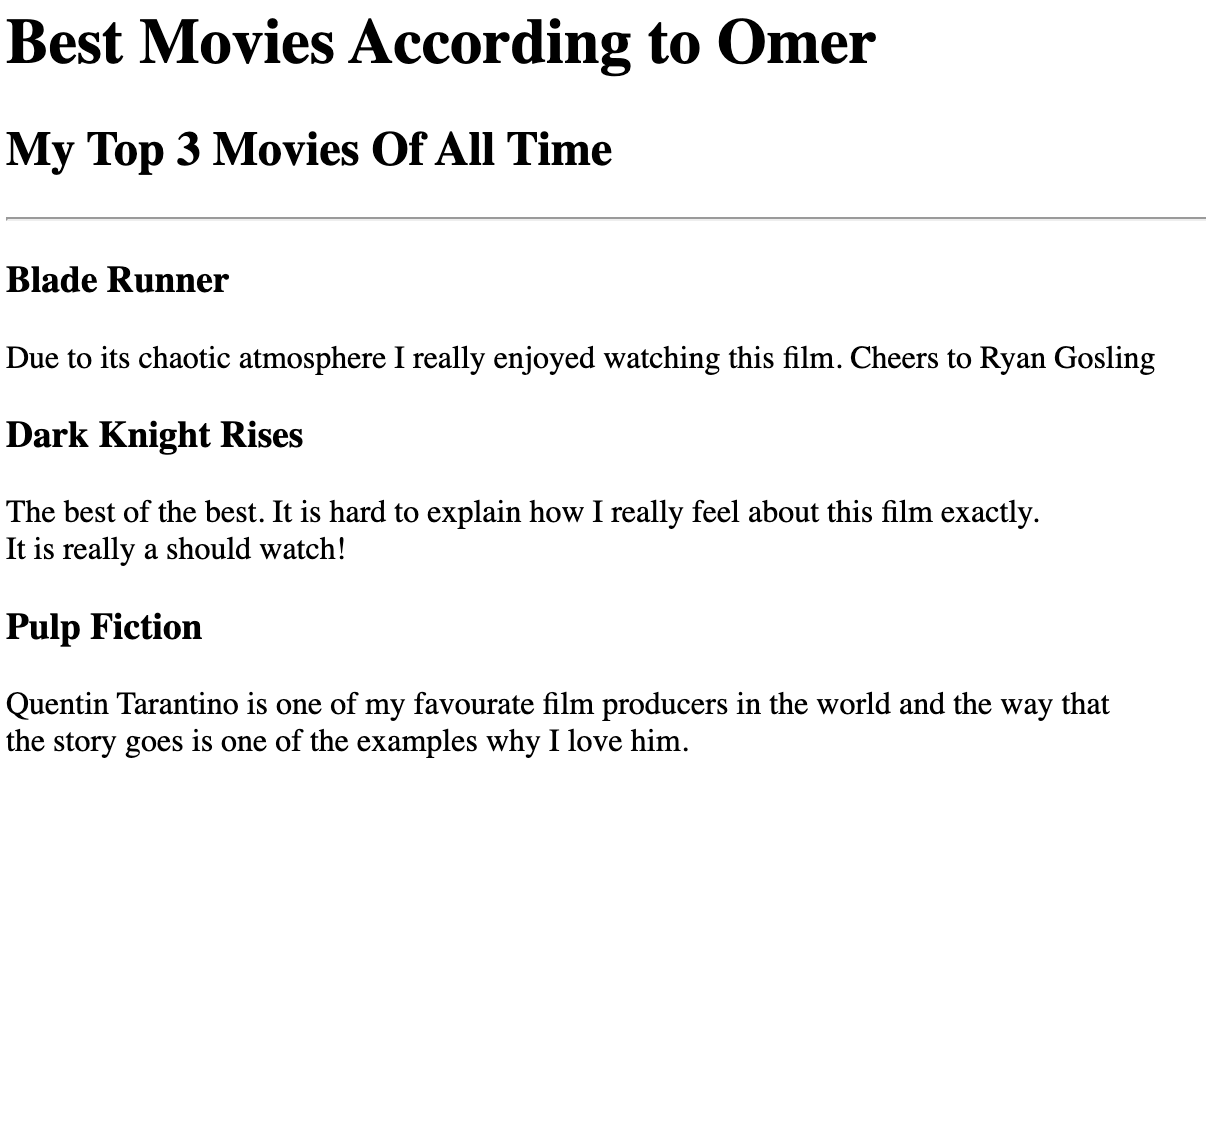 Best Movies According to Omer
My Top 3 Movies Of All Time
Blade Runner
Due to its chaotic atmosphere I really enjoyed watching this film. Cheers to Ryan Gosling
Dark Knight Rises
The best of the best. It is hard to explain how I really feel about this film exactly.
It is really a should watch!
Pulp Fiction
Quentin Tarantino is one of my favourate film producers in the world and the way that
the story goes is one of the examples why I love him.